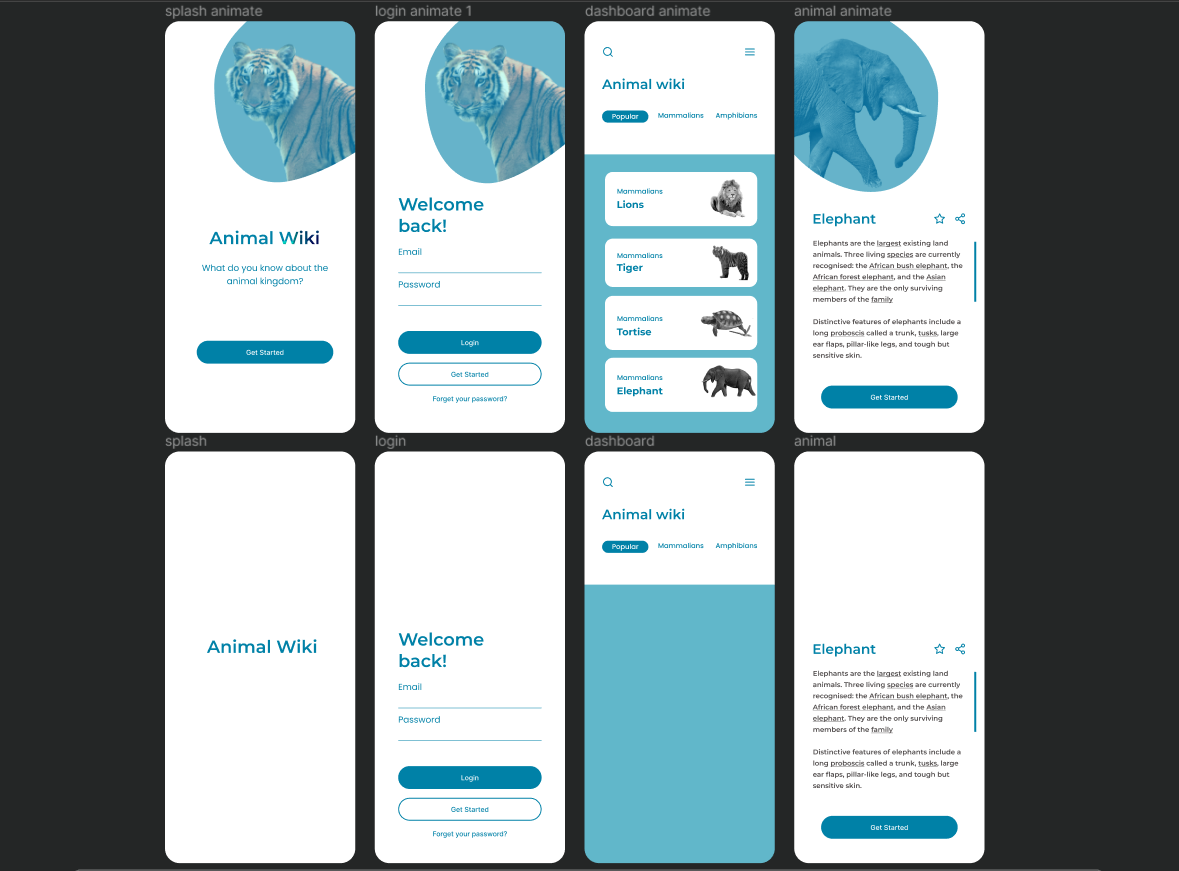 splash animate
login animate 1
dashboard animate
animal animate
Animal Wiki
What do you know about the
animal kingdom?
Get Started
Welcome
back!
Email
Password
Login
Get Started
Forget your password?
Animal wiki
Popular
Mammalians
Amphibians
Mammalians
Lions
Mammalians
Tiger
Mammalians
Tortise
Mammalians
Elephant
Elephant
Elephants are the largest existing land
animals. Three living species are currently
recognised: the African bush elephant, the
African forest elephant, and the Asian
elephant. They are the only surviving
members of the family
Distinctive features of elephants include a
long proboscis called a trunk, tusks, large
ear flaps, pillar-like legs, and tough but
sensitive skin.
Get Started
splash
login
dashboard
animal
Animal Wiki
Welcome
back!
Email
Password
Login
Get Started
Forget your password?
Animal wiki
Popular
Mammalians
Amphibians
Elephant
Elephants are the largest existing land
animals. Three living species are currently
recognised: the African bush elephant, the
African forest elephant, and the Asian
elephant. They are the only surviving
members of the family
Distinctive features of elephants include a
long proboscis called a trunk, tusks, large
ear flaps, pillar-like legs, and tough but
sensitive skin.
Get Started